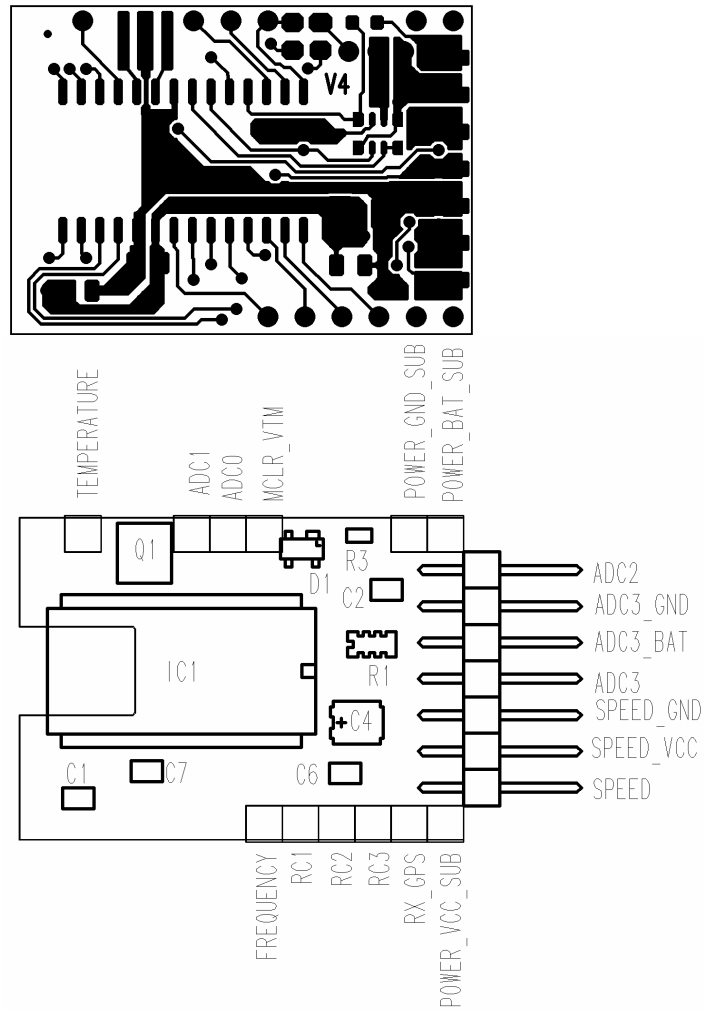 V4
TEMPERATURE
ADC1
ADC0
MCLR_VTM
POWER_GND_SUB
POWER_BAT_SUB
Q1
D1
R3
C2
ADC2
ADC3_GND
ADC3_BAT
IC1
R1
ADC3
+C4
SPEED_GND
SPEED_VCC
C1
C7
C6
SPEED
FREQUENCY
RC1
RC2
RC3
RX_GPS
POWER_VCC_SUB